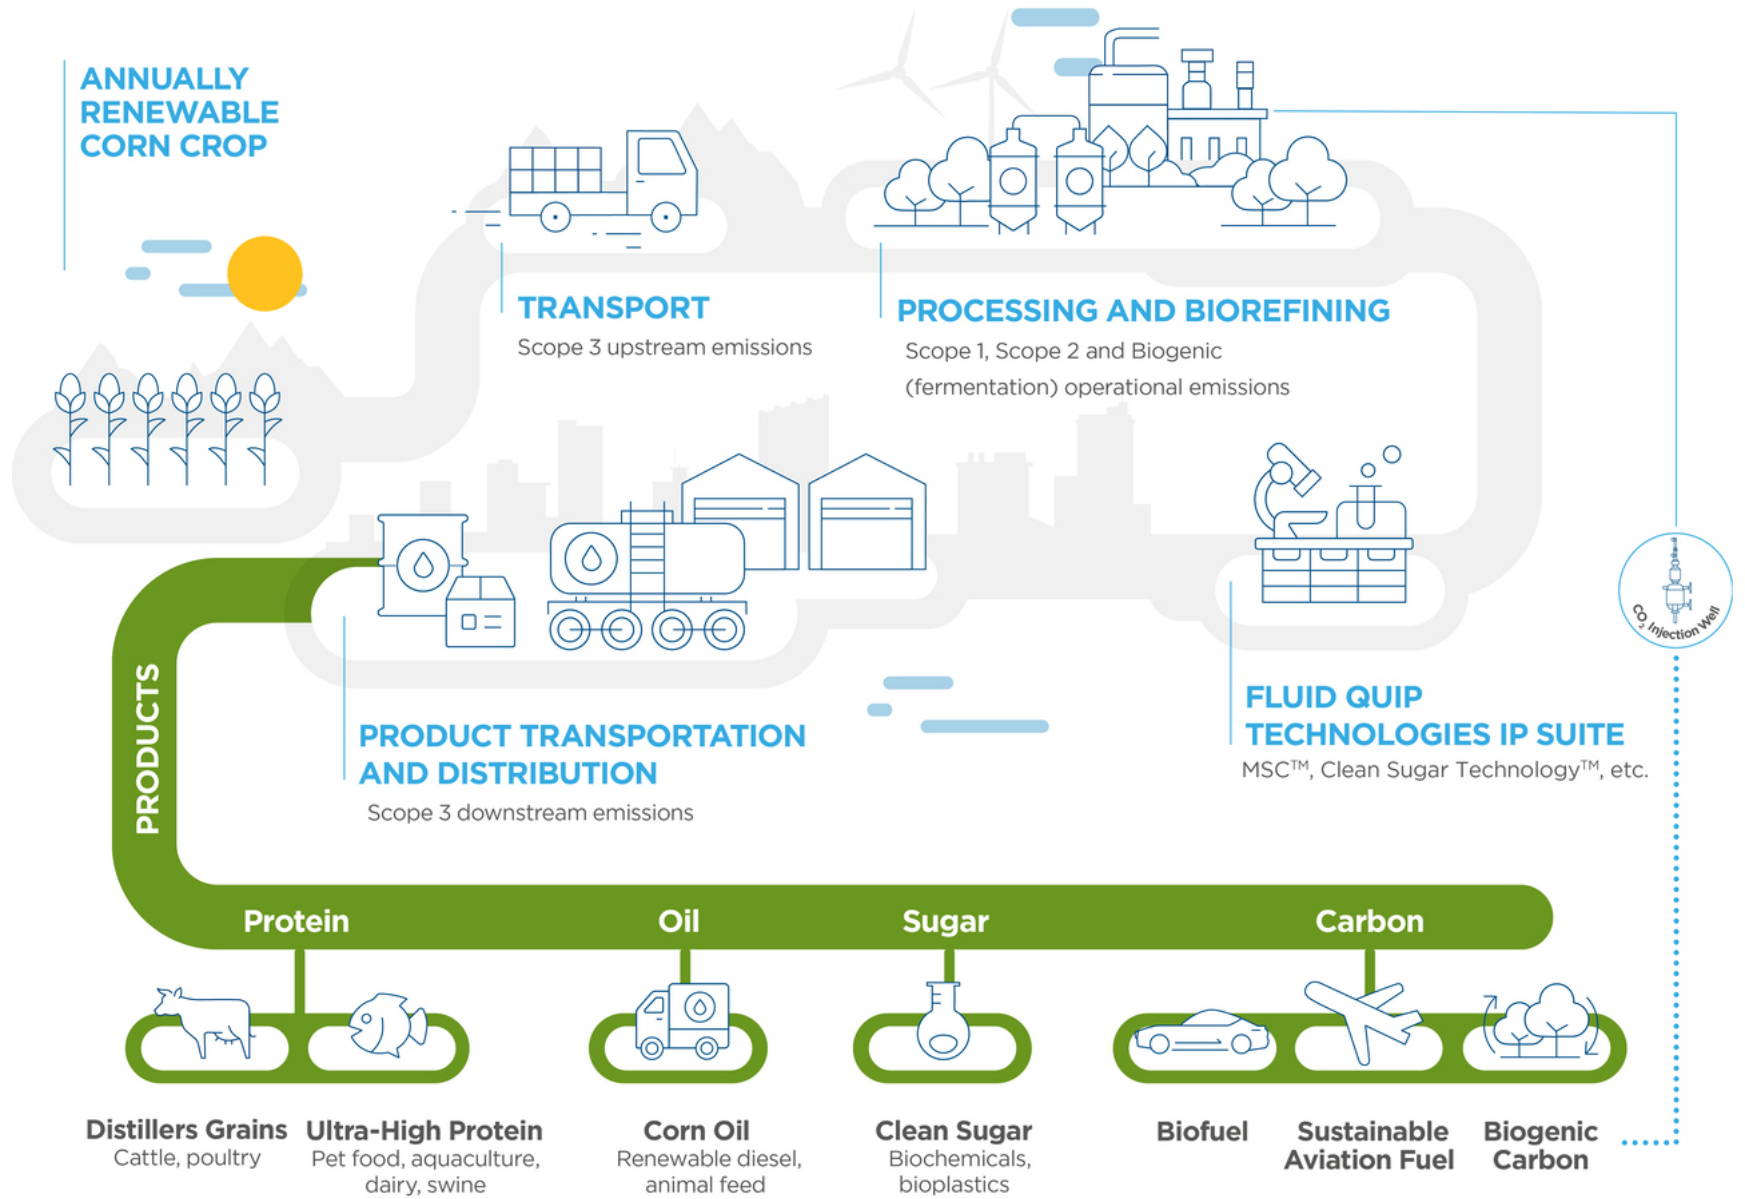 ANNUALLY
RENEWABLE
CORN CROP
TRANSPORT
Scope 3 upstream emissions
PROCESSING AND BIOREFINING
Scope 1, Scope 2 and Biogenic
(fermentation) operational emissions
CO₂ Injection Well
FLUID QUIP
TECHNOLOGIES IP SUITE
MSC™, Clean Sugar Technology™, etc.
PRODUCT TRANSPORTATION
AND DISTRIBUTION
Scope 3 downstream emissions
PRODUCTS
Protein
Oil
Sugar
Carbon
Distillers Grains
Cattle, poultry
Ultra-High Protein
Pet food, aquaculture,
dairy, swine
Corn Oil
Renewable diesel,
animal feed
Clean Sugar
Biochemicals,
bioplastics
Biofuel
Sustainable
Aviation Fuel
Biogenic
Carbon